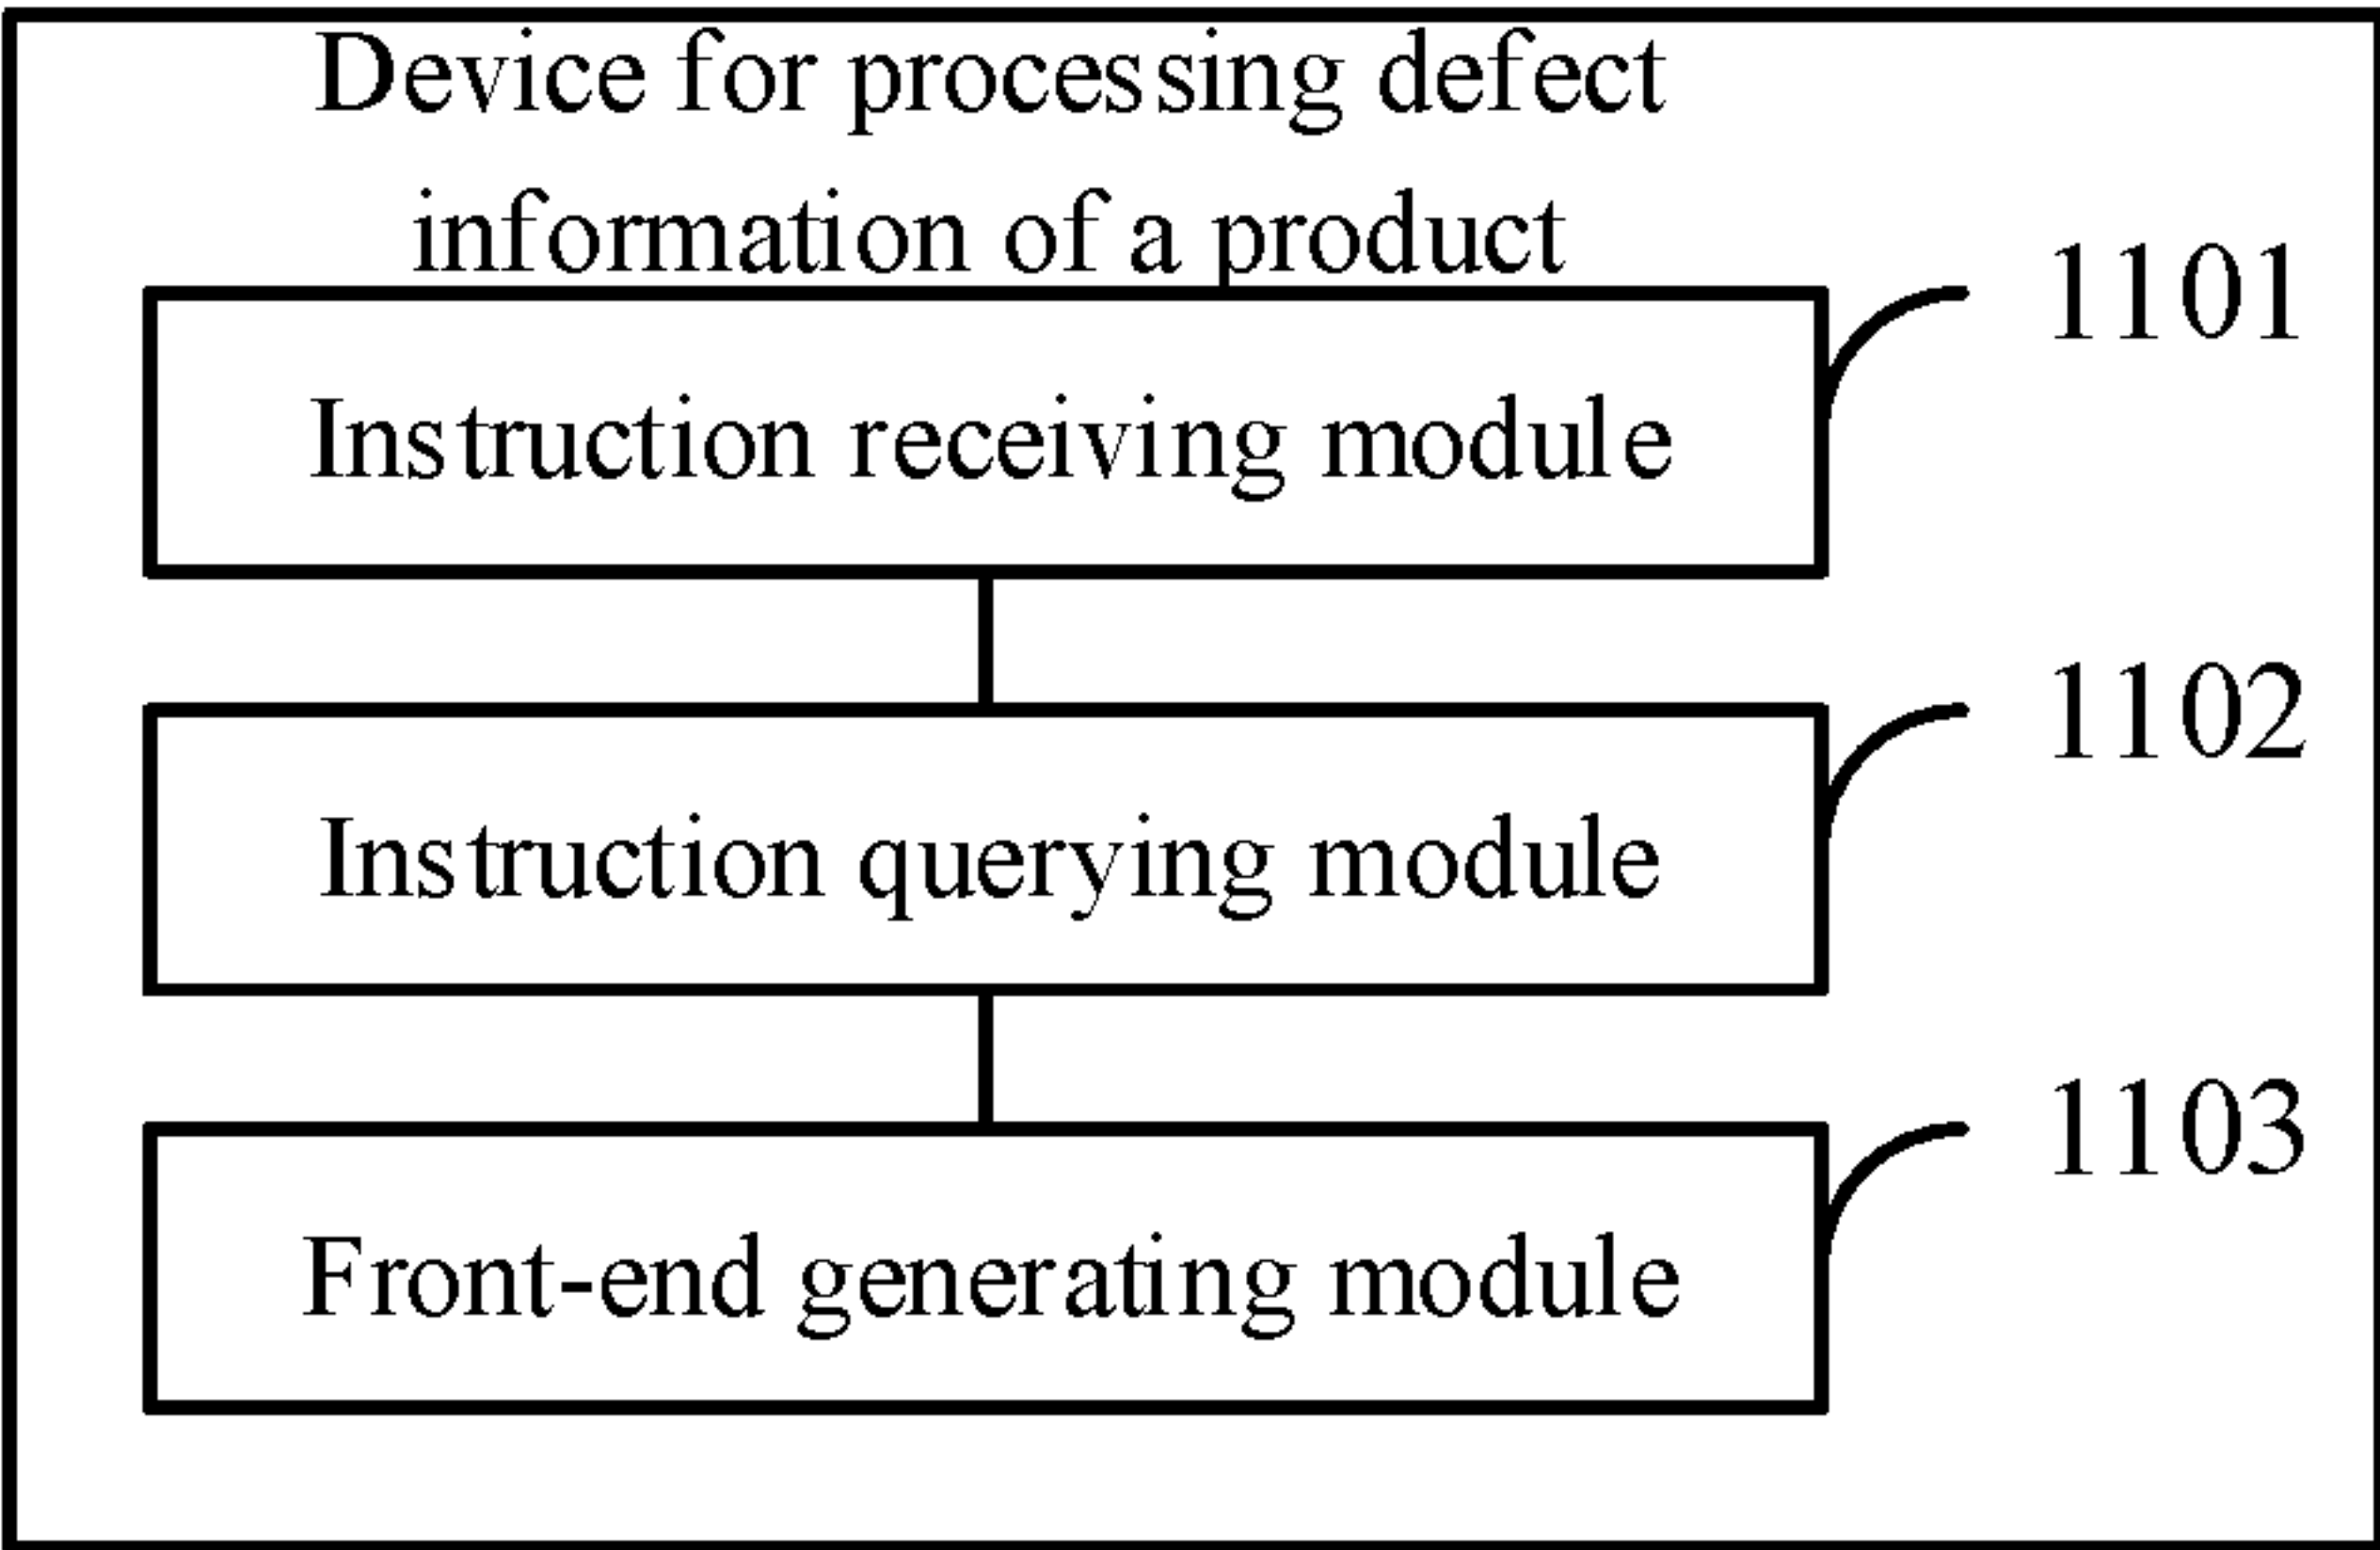 Device for processing defect
information of a product
1101
Instruction receiving module
1102
Instruction querying module
1103
Front-end generating module